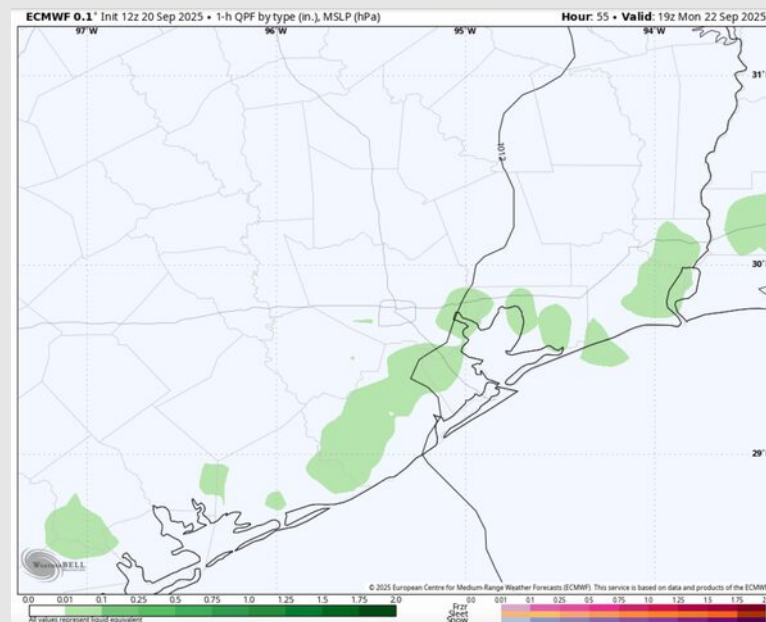 ECMWF 0.1° Init 12z 20 Sep 2025 • 1-h QPF by type (in.), MSLP (hPa)
Hour: 55 • Valid: 19z Mon 22 Sep 2025
97°W 96°W 95°W 94°W
31°
1012
30°
29°
WeatherBELL
© 2025 European Centre for Medium-Range Weather Forecasts (ECMWF). This service is based on data and products of the ECMWF
0.0 0.01 0.1 0.25 0.5 0.75 1.0 1.25 1.5 1.75 2.0
0.0 0.01 0.1 0.25 0.5 0.75 1.0 1.25 1.5 1.75 2.
All values represent liquid equivalent
Frzr
Sleet
Snow